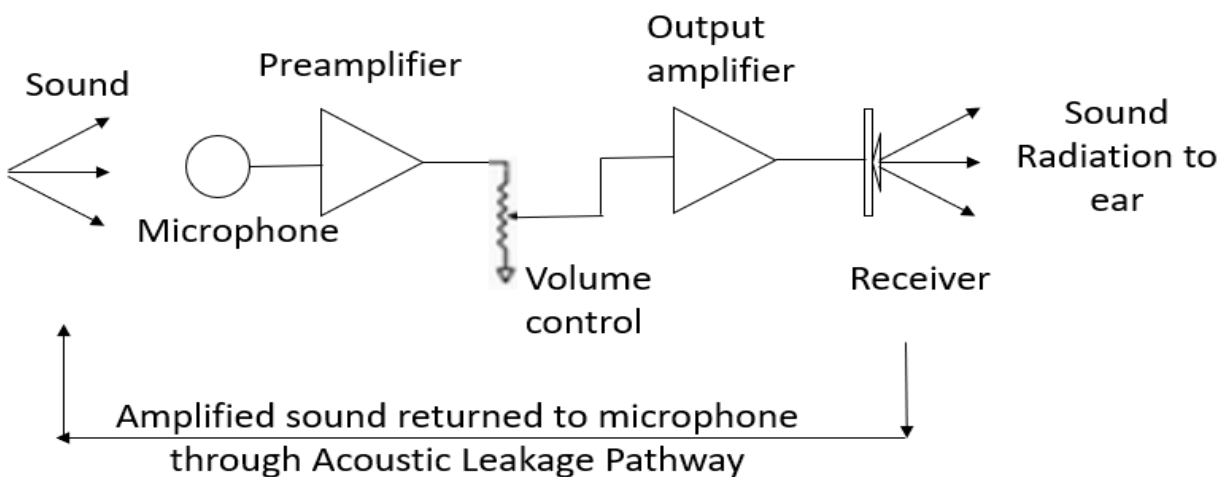 Sound
Preamplifier
Output
amplifier
Sound
Radiation to
ear
Microphone
Volume
control
Receiver
Amplified sound returned to microphone
through Acoustic Leakage Pathway